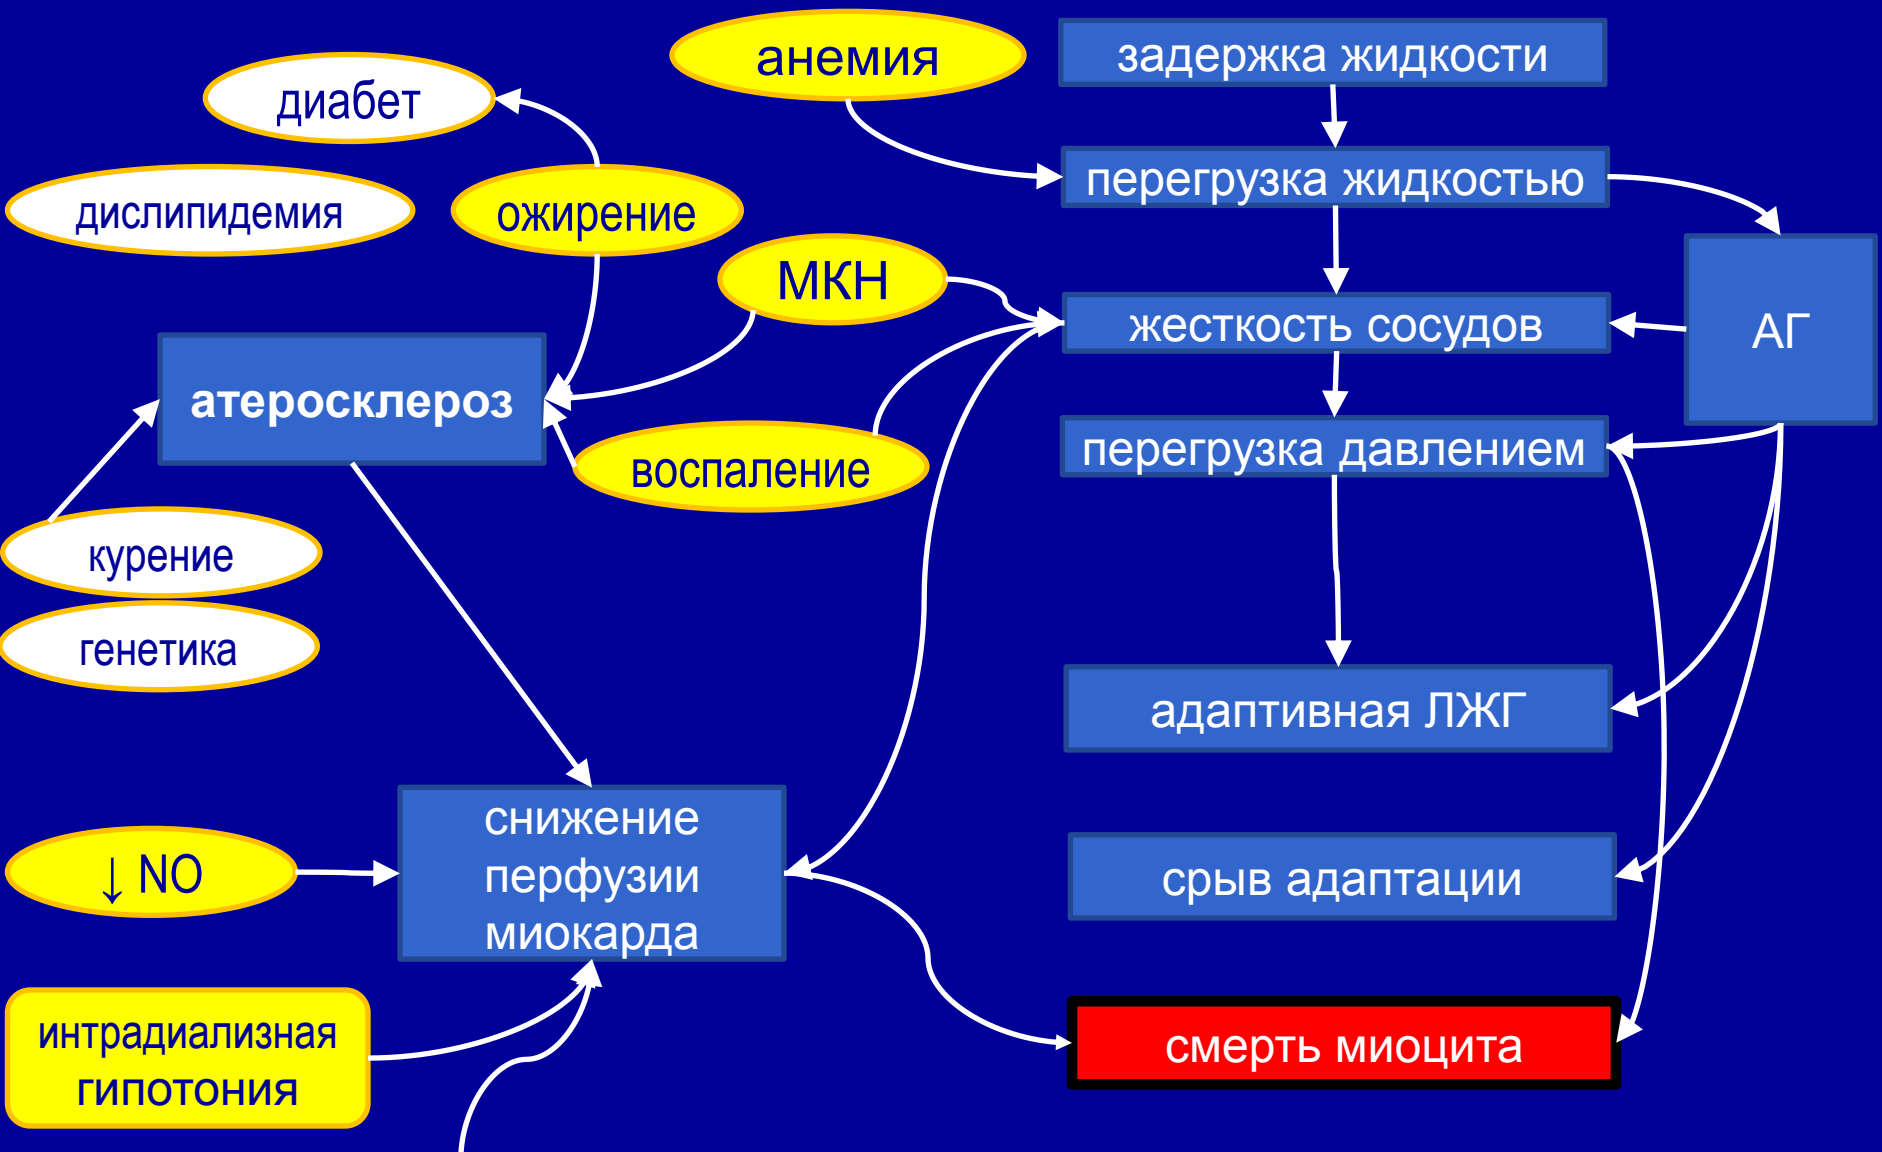 анемия
задержка жидкости
диабет
перегрузка жидкостью
дислипидемия
ожирение
МКН
жесткость сосудов
АГ
атеросклероз
перегрузка давлением
воспаление
курение
генетика
адаптивная ЛЖГ
снижение
перфузии
миокарда
↓ NO
срыв адаптации
интрадиализная
гипотония
смерть миоцита